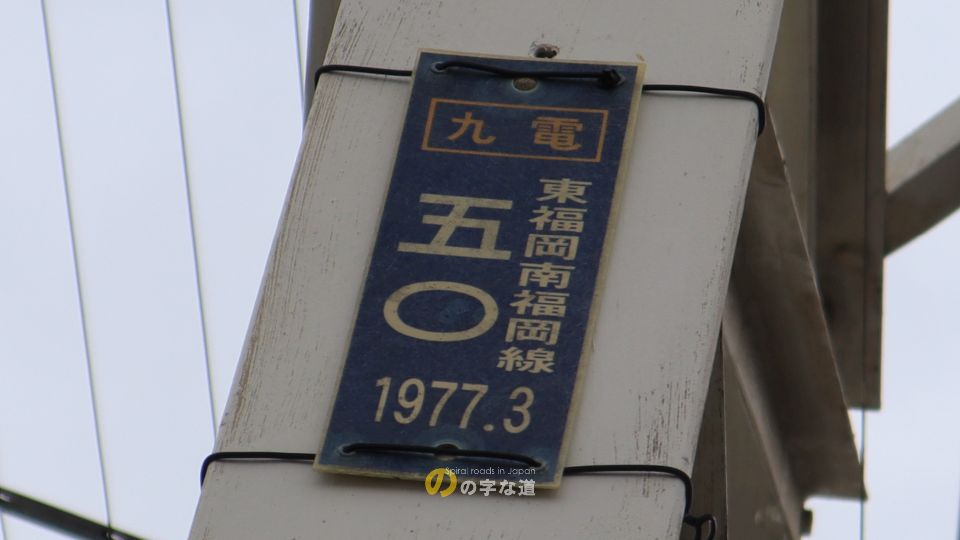 九電
東福岡南福岡線
五〇
1977.3
Spiral roads in Japan
のの字な道